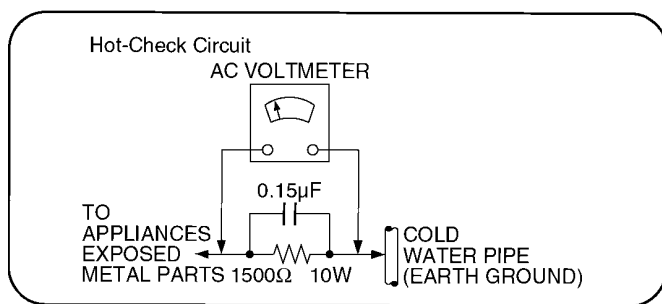 Hot-Check Circuit
AC VOLTMETER
0.15µF
TO
APPLIANCES
EXPOSED
METAL PARTS
1500Ω 10W
COLD
WATER PIPE
(EARTH GROUND)